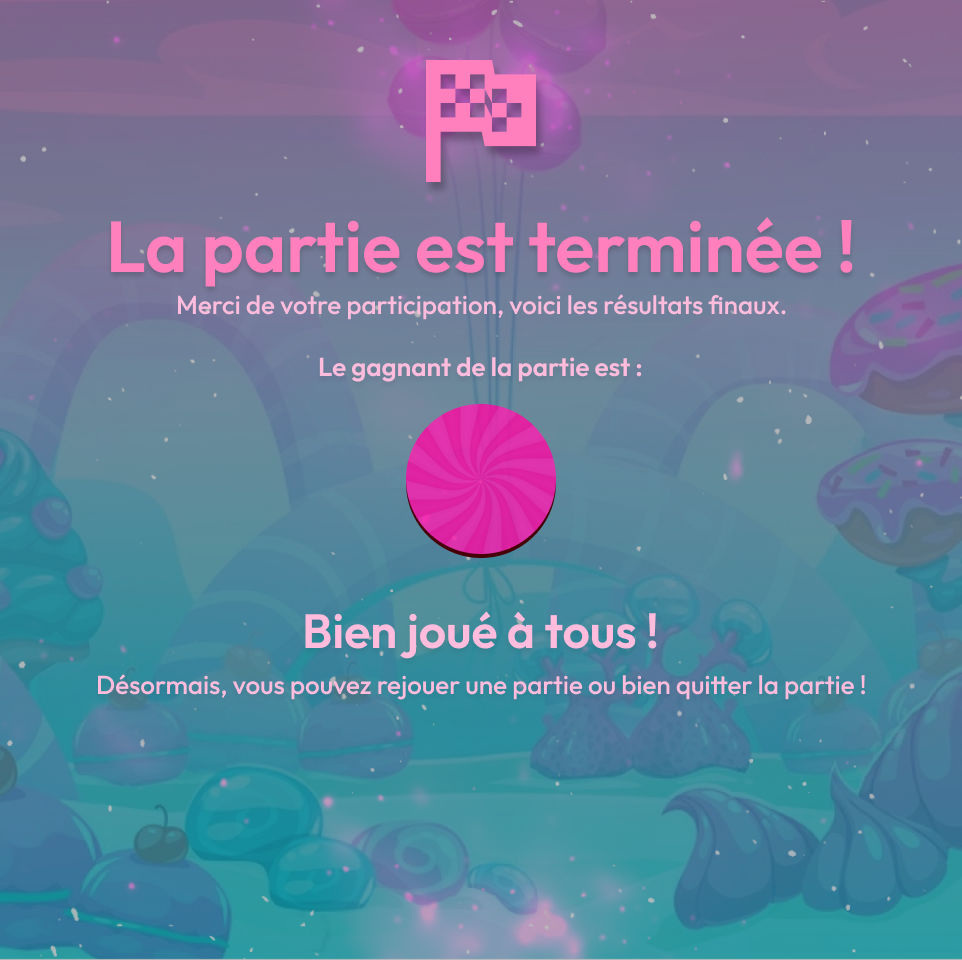 La partie est terminée !
Merci de votre participation, voici les résultats finaux.
Le gagnant de la partie est :
Bien joué à tous !
Désormais, vous pouvez rejouer une partie ou bien quitter la partie !